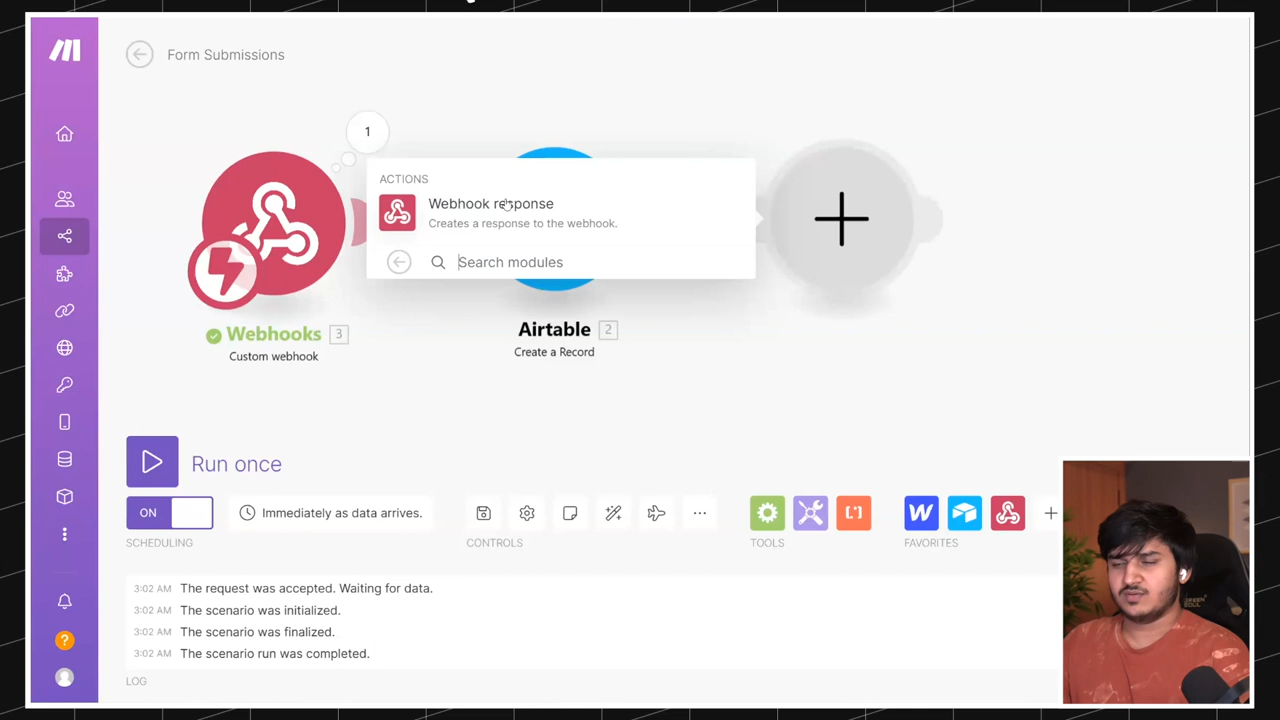 Form Submissions
1
ACTIONS
Webhook response
Creates a response to the webhook.
Search modules
Webhooks 3
Custom webhook
Airtable 2
Create a Record
Run once
ON
Immediately as data arrives.
SCHEDULING
CONTROLS
TOOLS
FAVORITES
3:02 AM The request was accepted. Waiting for data.
3:02 AM The scenario was initialized.
3:02 AM The scenario was finalized.
3:02 AM The scenario run was completed.
LOG
GREEN SOUL